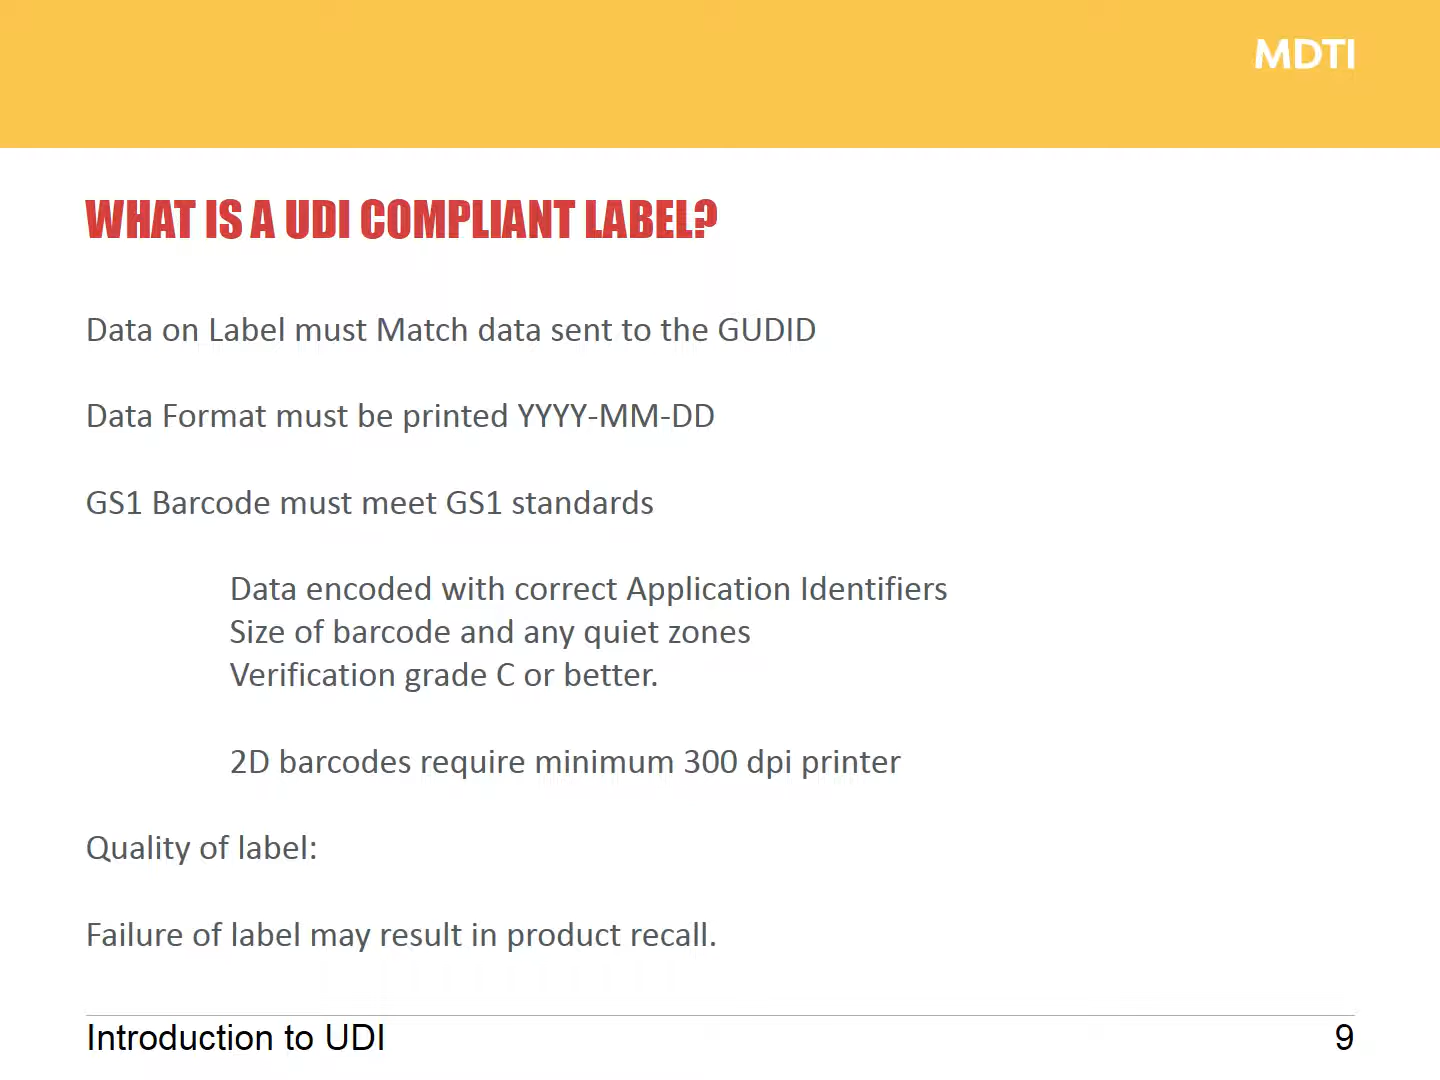 MDTI
WHAT IS A UDI COMPLIANT LABEL?
Data on Label must Match data sent to the GUDID
Data Format must be printed YYYY-MM-DD
GS1 Barcode must meet GS1 standards
Data encoded with correct Application Identifiers
Size of barcode and any quiet zones
Verification grade C or better.
2D barcodes require minimum 300 dpi printer
Quality of label:
Failure of label may result in product recall.
Introduction to UDI 9